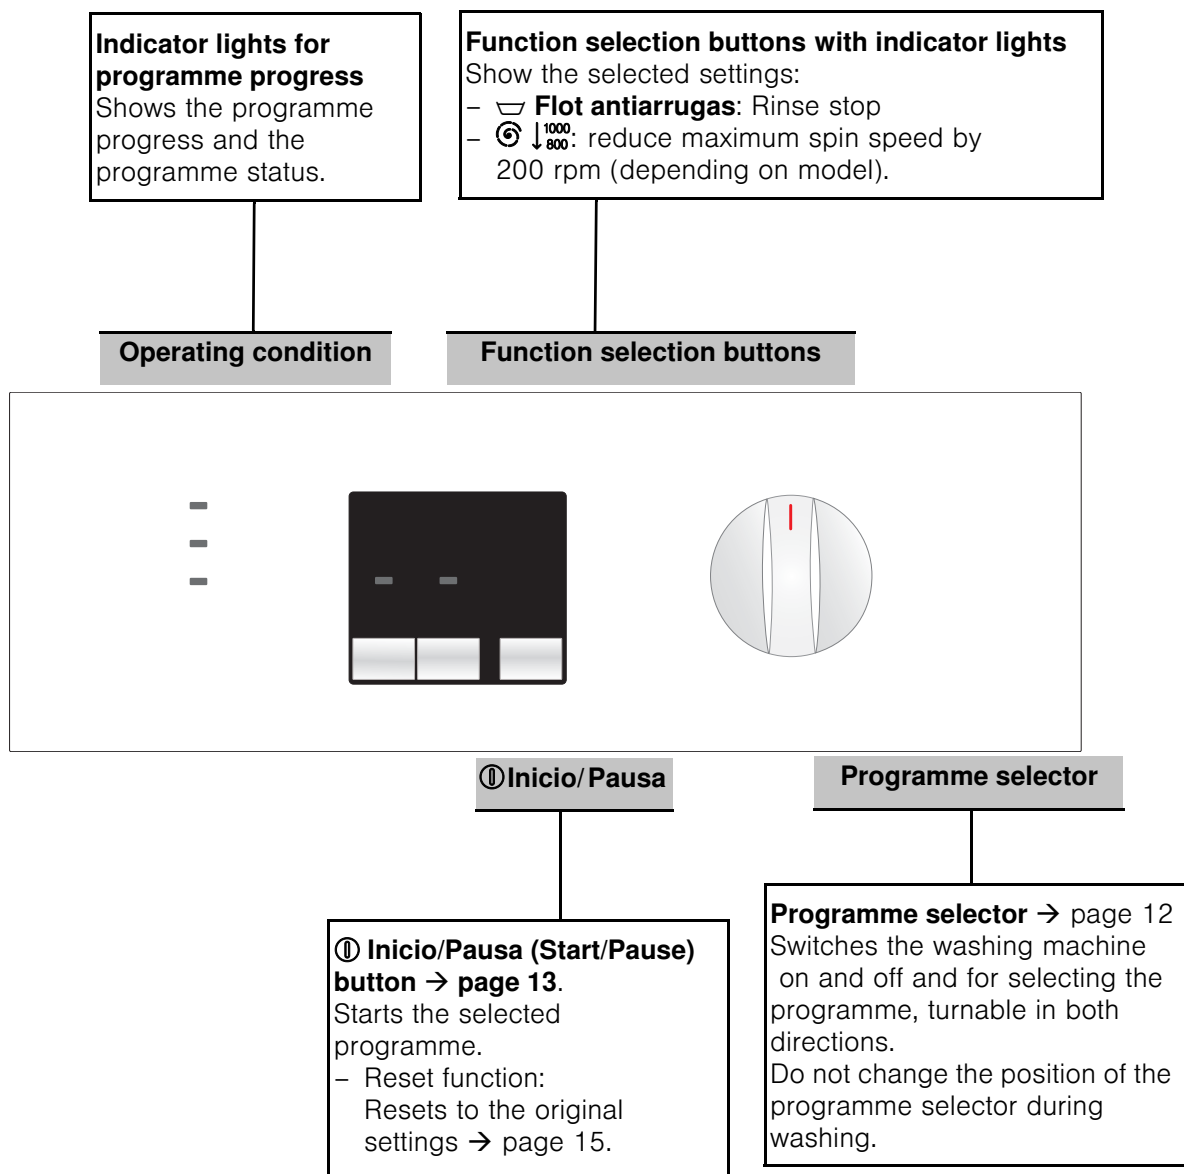 Indicator lights for
programme progress
Shows the programme
progress and the
programme status.
Function selection buttons with indicator lights
Show the selected settings:
– Flot antiarrugas: Rinse stop
– ↓1000 800: reduce maximum spin speed by
200 rpm (depending on model).
Operating condition
Function selection buttons
Inicio/Pausa
Programme selector
Inicio/Pausa (Start/Pause)
button → page 13.
Starts the selected
programme.
– Reset function:
Resets to the original
settings → page 15.
Programme selector → page 12
Switches the washing machine
on and off and for selecting the
programme, turnable in both
directions.
Do not change the position of the
programme selector during
washing.